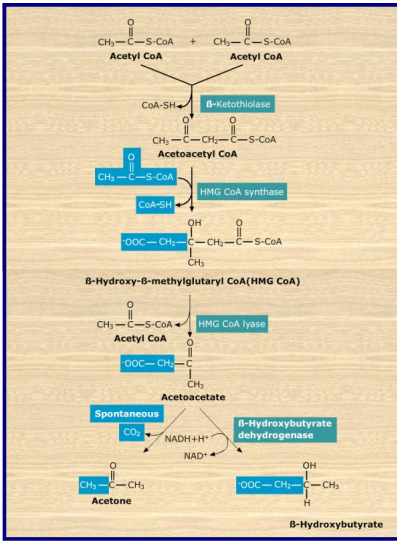 O O
CH₃—C—S-CoA + CH₃—C—S-CoA
Acetyl CoA Acetyl CoA
CoA-SH ß-Ketothiolase
O O
CH₃—C—CH₂—C—S-CoA
Acetoacetyl CoA
O
CH₃—C—S-CoA
HMG CoA synthase
CoA-SH
OH O
⁻OOC—CH₂—C—CH₂—C—S-CoA
CH₃
ß-Hydroxy-ß-methylglutaryl CoA(HMG CoA)
O
CH₃—C—S-CoA HMG CoA lyase
Acetyl CoA
O
⁻OOC—CH₂—C
CH₃
Acetoacetate
Spontaneous ß-Hydroxybutyrate
CO₂ NADH+H⁺ dehydrogenase
NAD⁺
O OH
CH₃—C—CH₃ ⁻OOC—CH₂—C—CH₃
Acetone H
ß-Hydroxybutyrate